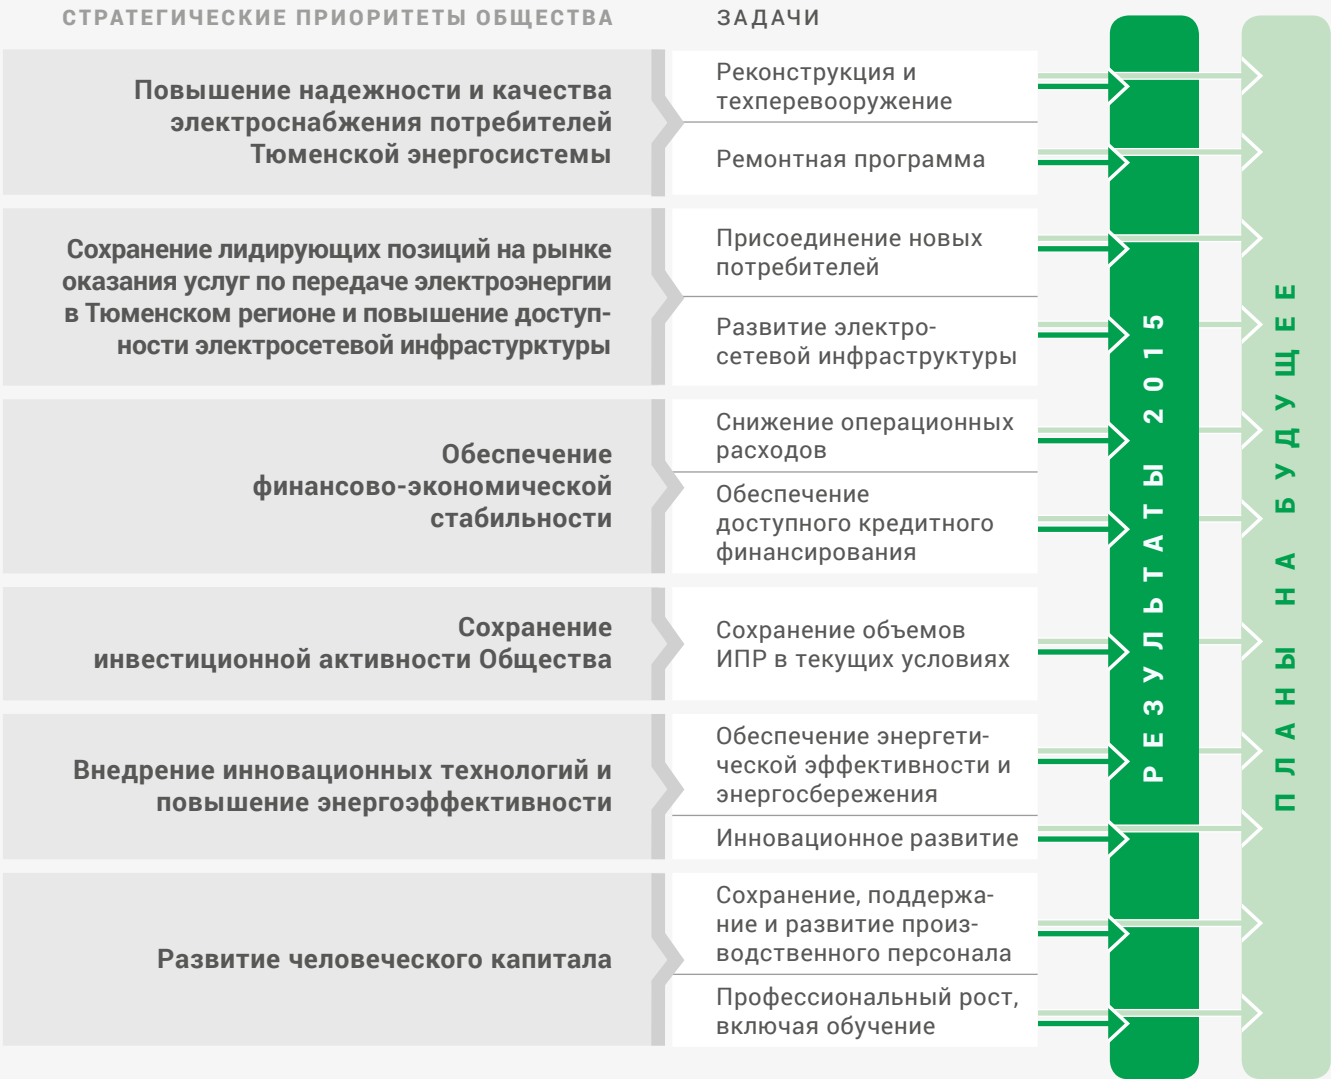 СТРАТЕГИЧЕСКИЕ ПРИОРИТЕТЫ ОБЩЕСТВА
ЗАДАЧИ
Повышение надежности и качества
электроснабжения потребителей
Тюменской энергосистемы
Реконструкция и
техперевооружение
Ремонтная программа
Сохранение лидирующих позиций на рынке
оказания услуг по передаче электроэнергии
в Тюменском регионе и повышение доступ-
ности электросетевой инфрастурктуры
Присоединение новых
потребителей
Развитие электро-
сетевой инфраструктуры
Обеспечение
финансово-экономической
стабильности
Снижение операционных
расходов
Обеспечение
доступного кредитного
финансирования
Сохранение
инвестиционной активности Общества
Сохранение объемов
ИПР в текущих условиях
Внедрение инновационных технологий и
повышение энергоэффективности
Обеспечение энергети-
ческой эффективности и
энергосбережения
Инновационное развитие
Развитие человеческого капитала
Сохранение, поддержа-
ние и развитие произ-
водственного персонала
Профессиональный рост,
включая обучение
РЕЗУЛЬТАТЫ 2015
ПЛАНЫ НА БУДУЩЕЕ